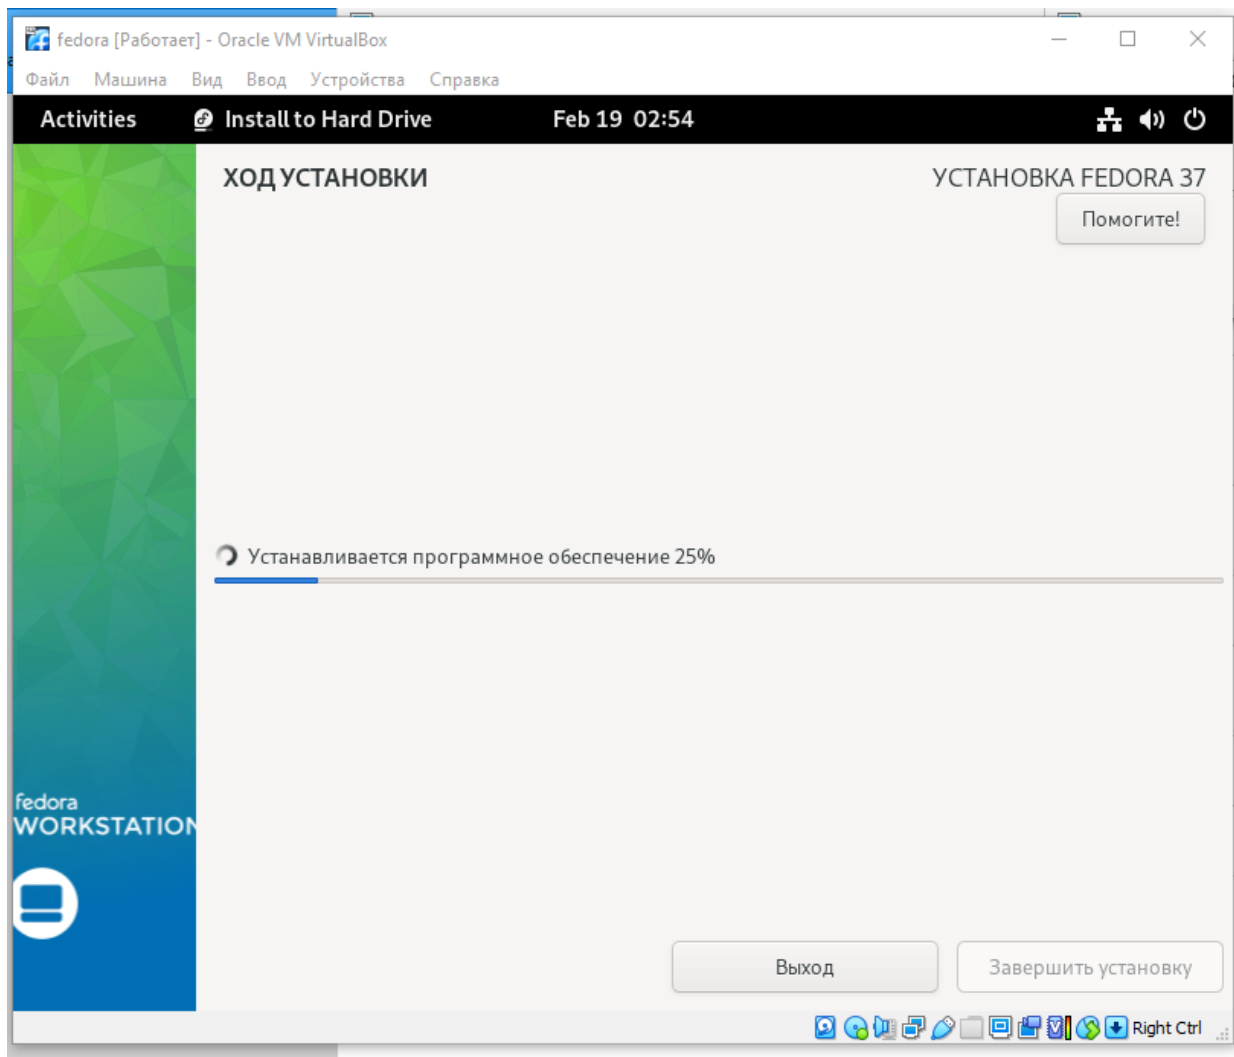 fedora [Работает] - Oracle VM VirtualBox
Файл Машина Вид Ввод Устройства Справка
Activities Install to Hard Drive Feb 19 02:54
ХОД УСТАНОВКИ УСТАНОВКА FEDORA 37
Помогите!
Устанавливается программное обеспечение 25%
fedora
WORKSTATION
Выход Завершить установку
Right Ctrl